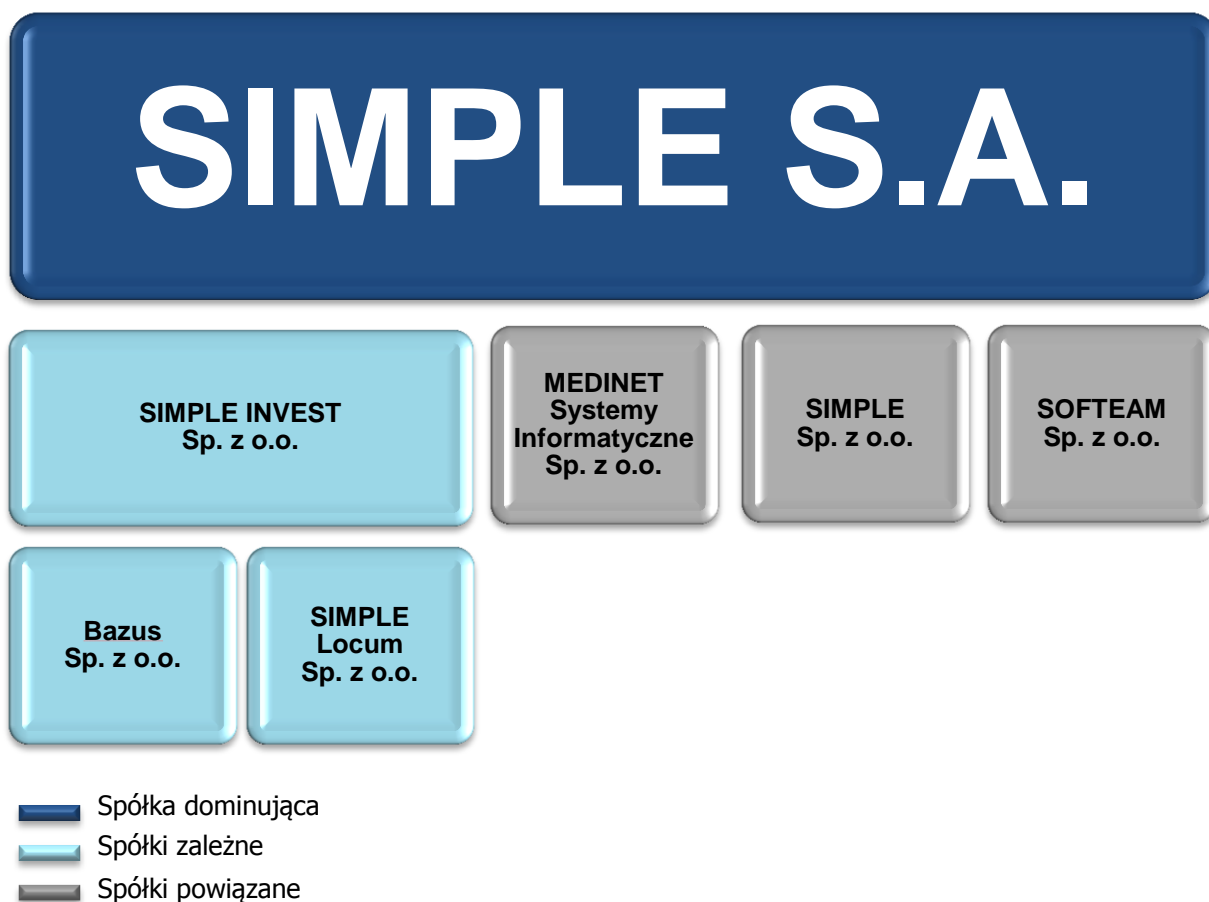 SIMPLE S.A.
SIMPLE INVEST
Sp. z o.o.
MEDINET
Systemy
Informatyczne
Sp. z o.o.
SIMPLE
Sp. z o.o.
SOFTEAM
Sp. z o.o.
Bazus
Sp. z o.o.
SIMPLE
Locum
Sp. z o.o.
Spółka dominująca
Spółki zależne
Spółki powiązane